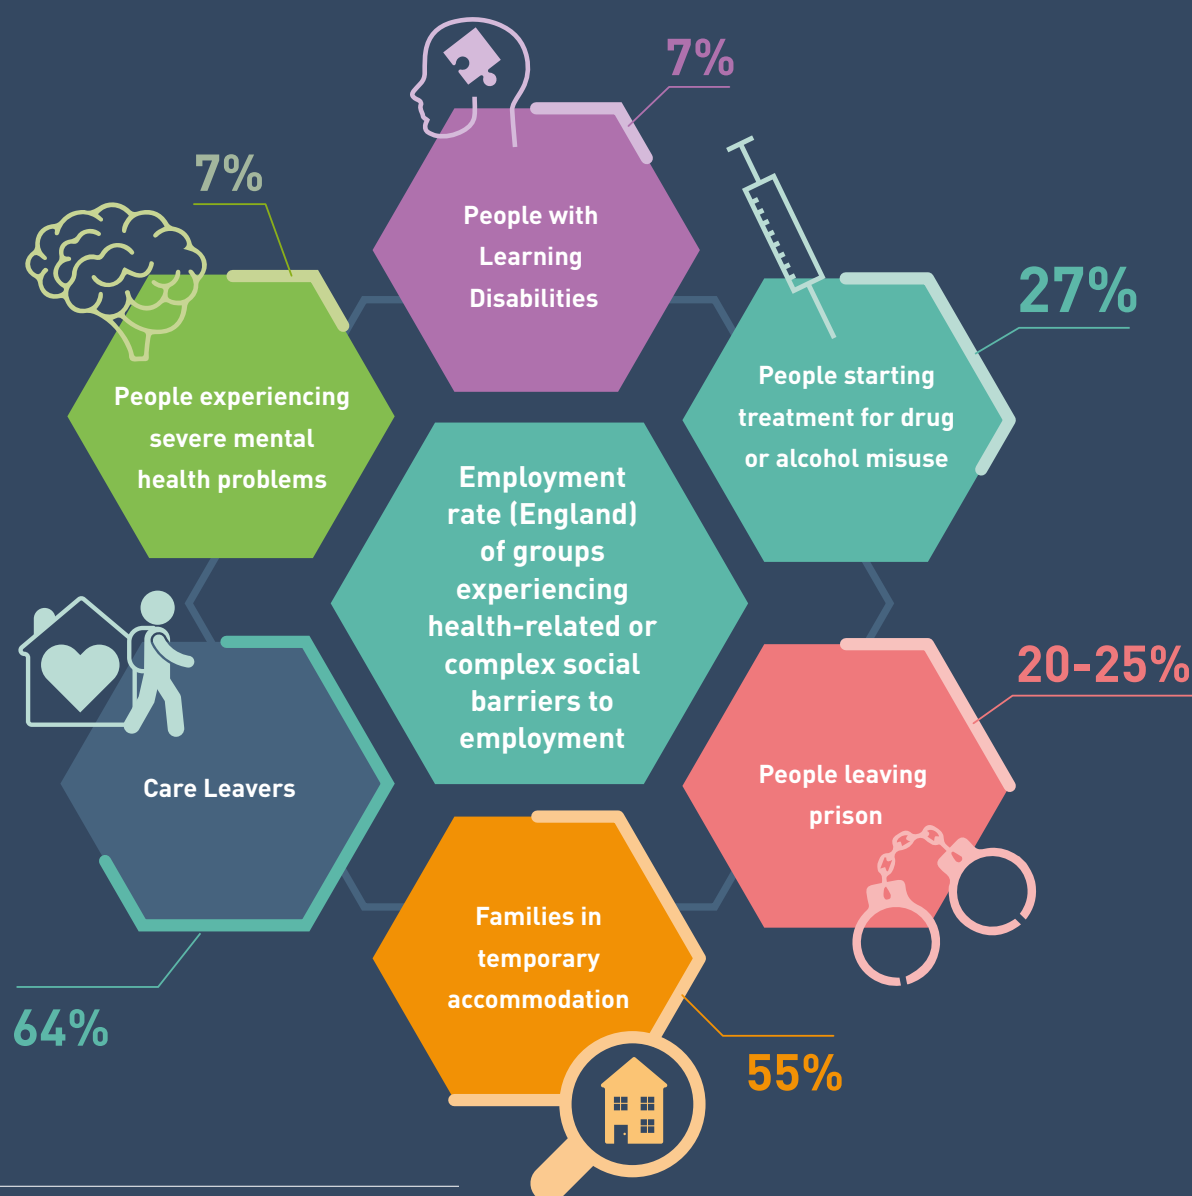 7%
People with
Learning
Disabilities
7%
People experiencing
severe mental
health problems
27%
People starting
treatment for drug
or alcohol misuse
Employment
rate (England)
of groups
experiencing
health-related or
complex social
barriers to
employment
20-25%
People leaving
prison
Care Leavers
64%
Families in
temporary
accommodation
55%